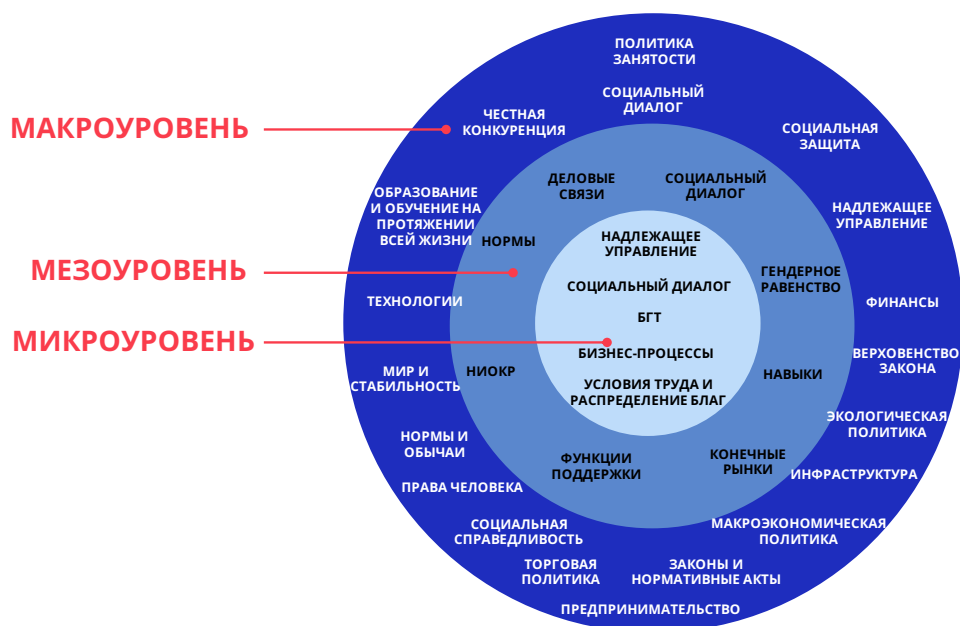 ПОЛИТИКА
ЗАНЯТОСТИ
СОЦИАЛЬНЫЙ
ДИАЛОГ
ЧЕСТНАЯ
КОНКУРЕНЦИЯ
МАКРОУРОВЕНЬ
СОЦИАЛЬНАЯ
ЗАЩИТА
ДЕЛОВЫЕ
СВЯЗИ
СОЦИАЛЬНЫЙ
ДИАЛОГ
ОБРАЗОВАНИЕ
И ОБУЧЕНИЕ НА
ПРОТЯЖЕНИИ
ВСЕЙ ЖИЗНИ
НАДЛЕЖАЩЕЕ
УПРАВЛЕНИЕ
НОРМЫ
НАДЛЕЖАЩЕЕ
УПРАВЛЕНИЕ
МЕЗОУРОВЕНЬ
ГЕНДЕРНОЕ
РАВЕНСТВО
СОЦИАЛЬНЫЙ ДИАЛОГ
ТЕХНОЛОГИИ
ФИНАНСЫ
БГТ
МИКРОУРОВЕНЬ
БИЗНЕС-ПРОЦЕССЫ
ВЕРХОВЕНСТВО
ЗАКОНА
МИР И
СТАБИЛЬНОСТЬ
НИОКР
НАВЫКИ
УСЛОВИЯ ТРУДА И
РАСПРЕДЕЛЕНИЕ БЛАГ
ЭКОЛОГИЧЕСКАЯ
ПОЛИТИКА
НОРМЫ И
ОБЫЧАИ
ФУНКЦИИ
ПОДДЕРЖКИ
КОНЕЧНЫЕ
РЫНКИ
ИНФРАСТРУКТУРА
ПРАВА ЧЕЛОВЕКА
СОЦИАЛЬНАЯ
СПРАВЕДЛИВОСТЬ
МАКРОЭКОНОМИЧЕСКАЯ
ПОЛИТИКА
ТОРГОВАЯ
ПОЛИТИКА
ЗАКОНЫ И
НОРМАТИВНЫЕ АКТЫ
ПРЕДПРИНИМАТЕЛЬСТВО